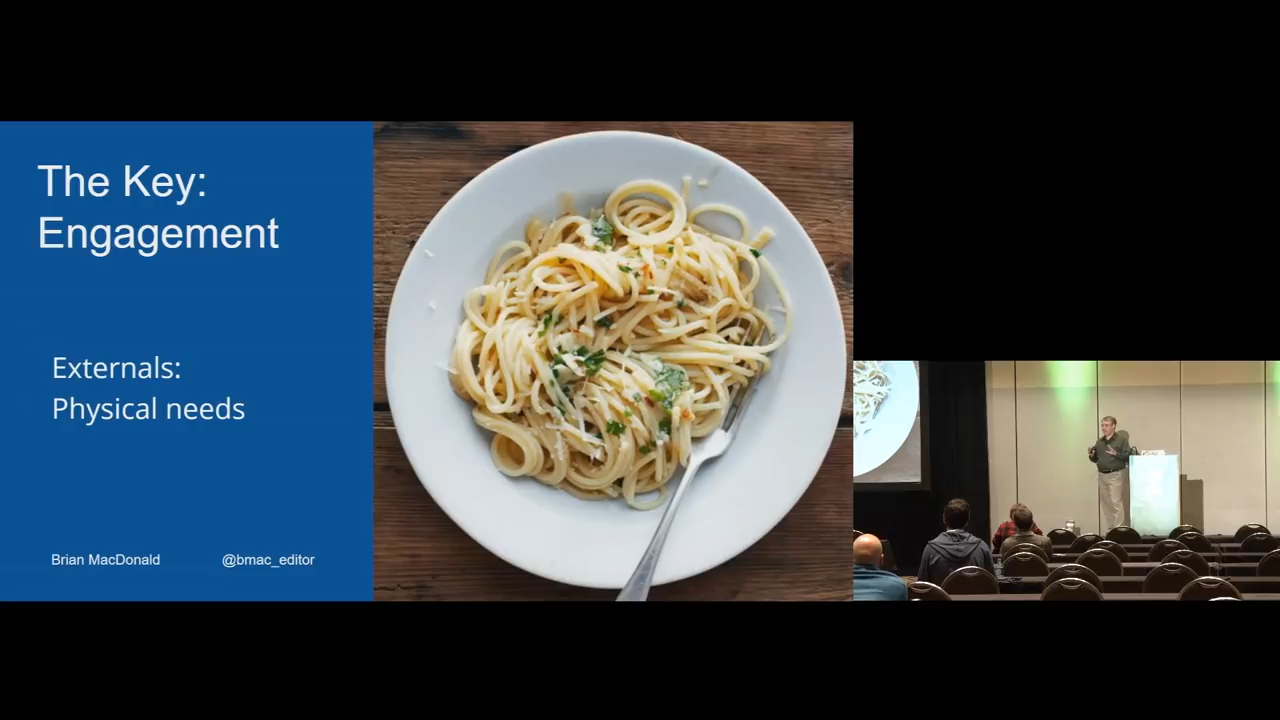 The Key:
Engagement
Externals:
Physical needs
Brian MacDonald @bmac_editor